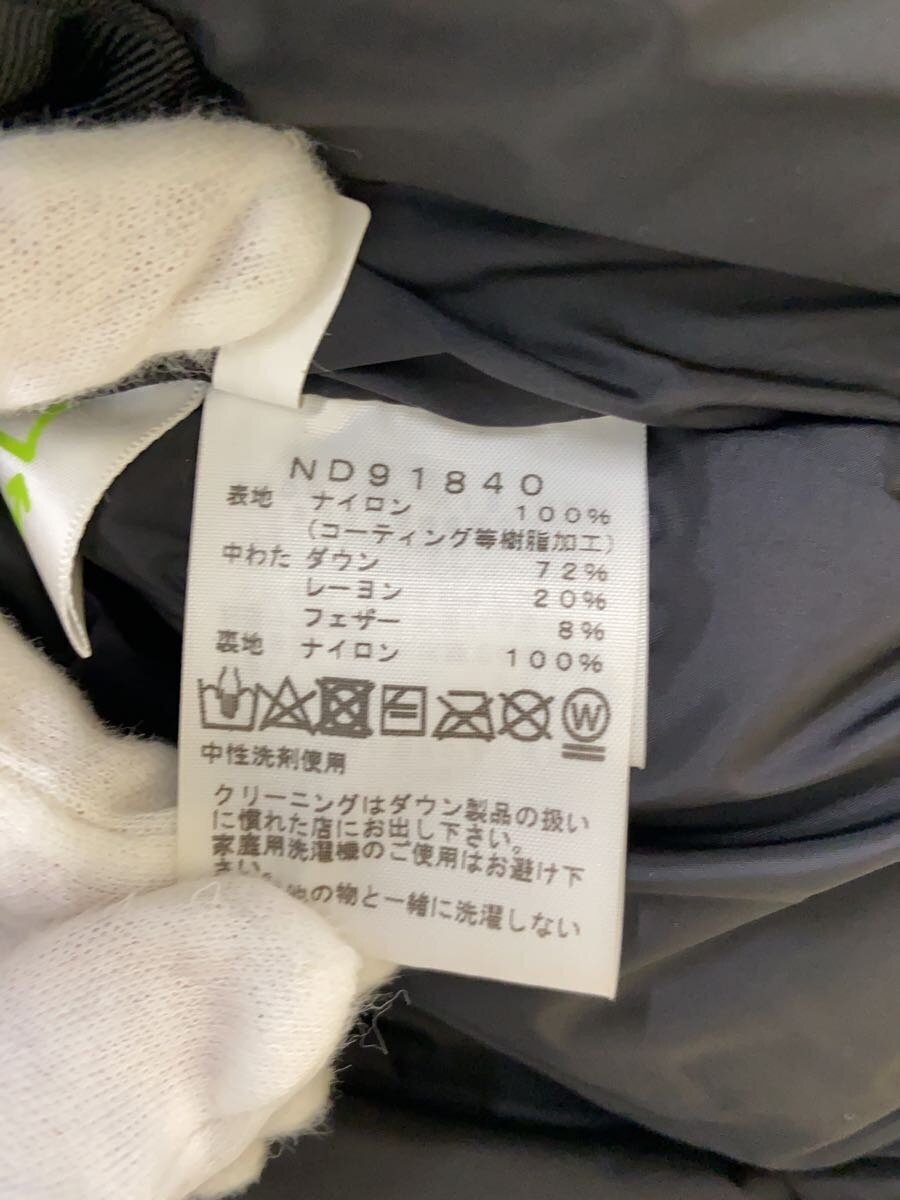 ND91840
表地 ナイロン 100%
(コーティング等樹脂加工)
中わた ダウン 72%
レーヨン 20%
フェザー 8%
裏地 ナイロン 100%
W
中性洗剤使用
クリーニングはダウン製品の扱い
に慣れた店にお出し下さい。
家庭用洗濯機のご使用はお避け下
さい。
他の物と一緒に洗濯しない